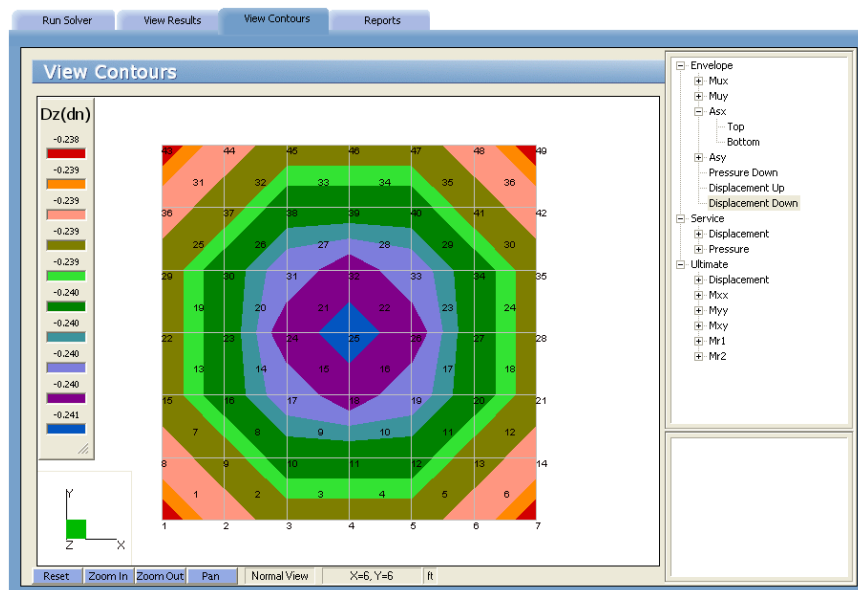 Run Solver View Results View Contours Reports
View Contours
Dz(dn)
-0.238
-0.239
-0.239
-0.239
-0.239
-0.240
-0.240
-0.240
-0.240
-0.241
43 44 45 46 47 48 49
31 32 33 34 35 36
36 37 38 39 40 41 42
25 26 27 28 29 30
29 30 31 32 33 34 35
19 20 21 22 23 24
22 23 24 25 26 27 28
13 14 15 16 17 18
15 16 17 18 19 20 21
7 8 9 10 11 12
8 9 10 11 12 13 14
1 2 3 4 5 6
1 2 3 4 5 6 7
Y
Z X
Reset Zoom In Zoom Out Pan Normal View X=6, Y=6 ft
Envelope
Mux
Muy
Asx
Top
Bottom
Asy
Pressure Down
Displacement Up
Displacement Down
Service
Displacement
Pressure
Ultimate
Displacement
Mxx
Myy
Mxy
Mr1
Mr2